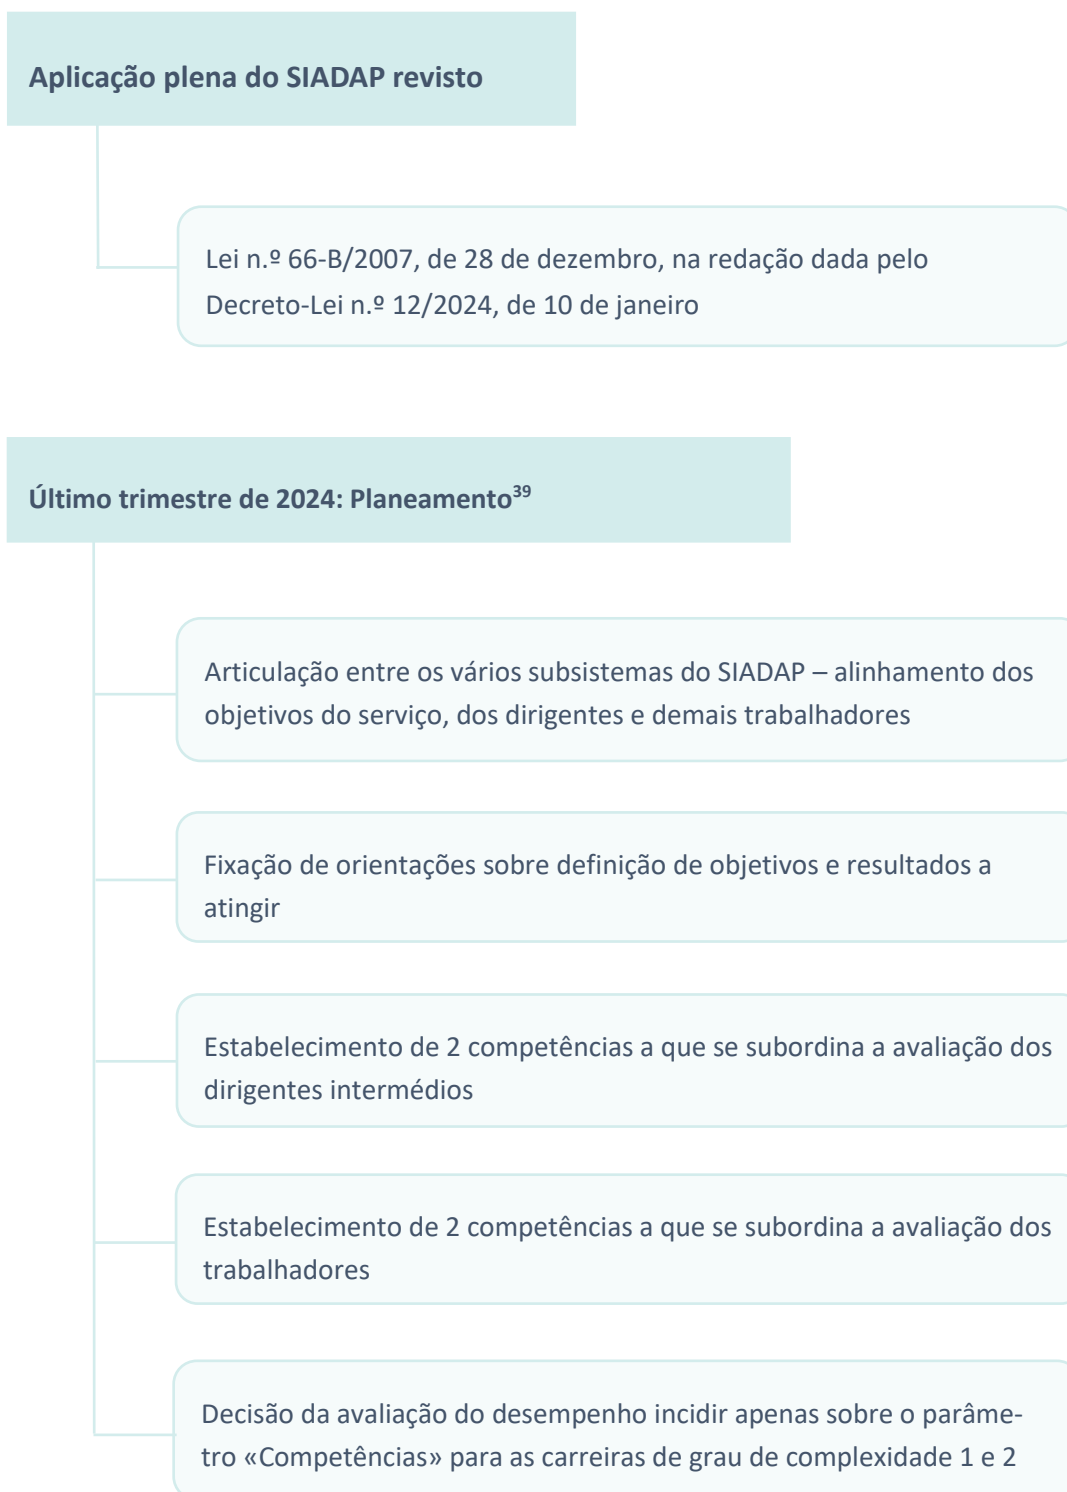 Aplicação plena do SIADAP revisto
Lei n.º 66-B/2007, de 28 de dezembro, na redação dada pelo
Decreto-Lei n.º 12/2024, de 10 de janeiro
Último trimestre de 2024: Planeamento³⁹
Articulação entre os vários subsistemas do SIADAP – alinhamento dos
objetivos do serviço, dos dirigentes e demais trabalhadores
Fixação de orientações sobre definição de objetivos e resultados a
atingir
Estabelecimento de 2 competências a que se subordina a avaliação dos
dirigentes intermédios
Estabelecimento de 2 competências a que se subordina a avaliação dos
trabalhadores
Decisão da avaliação do desempenho incidir apenas sobre o parâme-
tro «Competências» para as carreiras de grau de complexidade 1 e 2